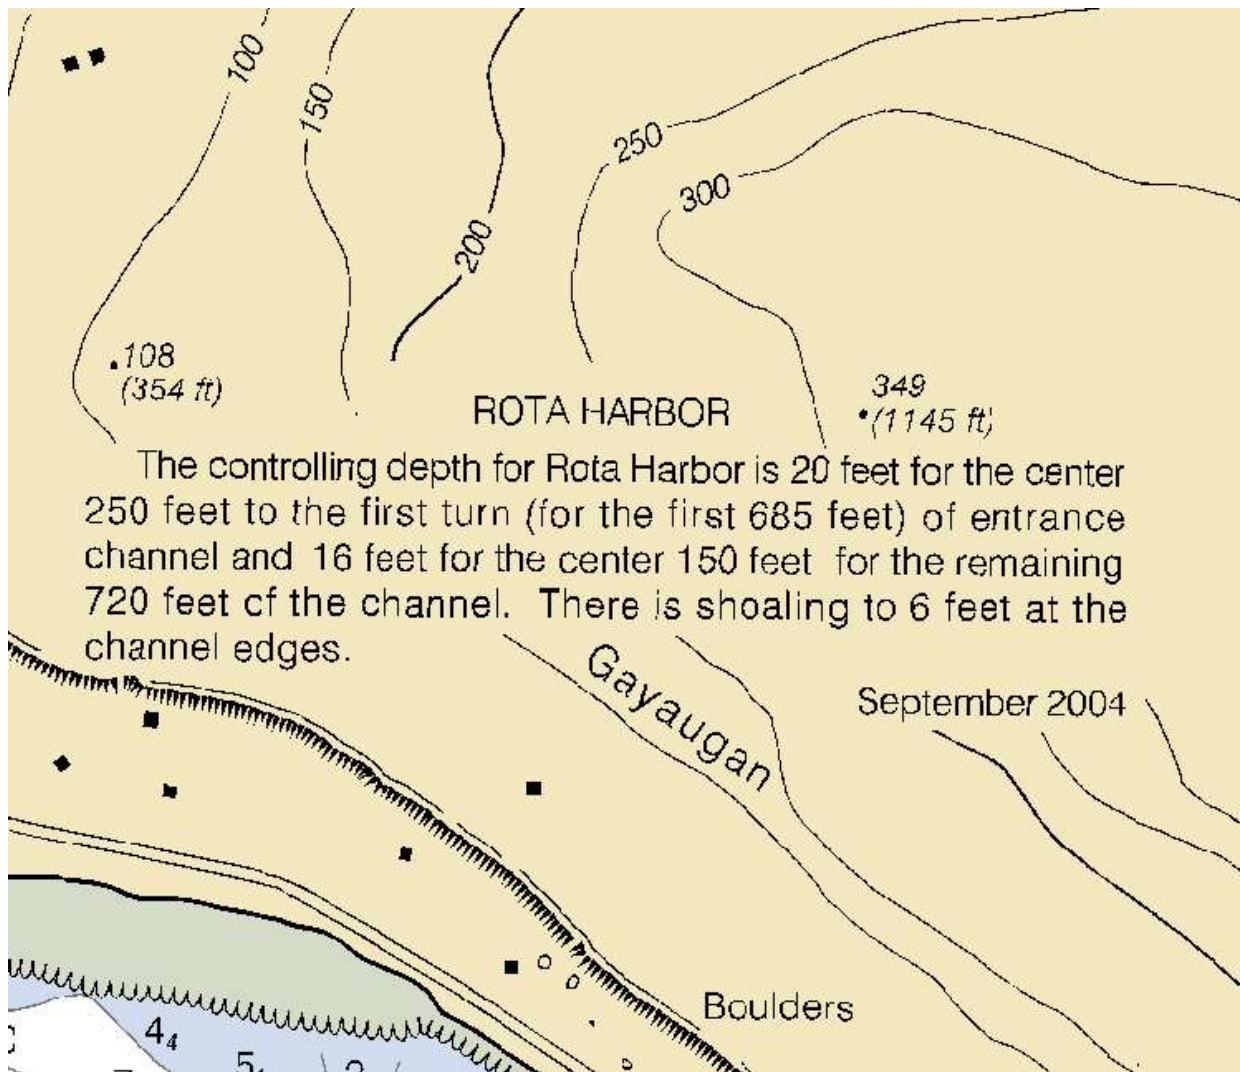 100
150
250
300
200
108
(354 ft)
349
(1145 ft)
ROTA HARBOR
The controlling depth for Rota Harbor is 20 feet for the center
250 feet to the first turn (for the first 685 feet) of entrance
channel and 16 feet for the center 150 feet for the remaining
720 feet of the channel. There is shoaling to 6 feet at the
channel edges.
Gayaugan
September 2004
Boulders
4₄
5